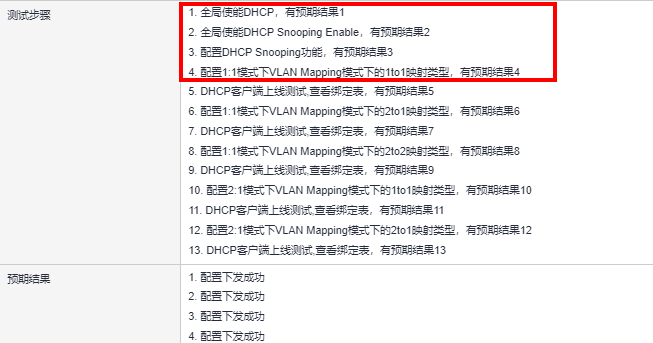 测试步骤
1. 全局使能DHCP，有预期结果1
2. 全局使能DHCP Snooping Enable，有预期结果2
3. 配置DHCP Snooping功能，有预期结果3
4. 配置1:1模式下VLAN Mapping模式下的1to1映射类型，有预期结果4
5. DHCP客户端上线测试,查看绑定表，有预期结果5
6. 配置1:1模式下VLAN Mapping模式下的2to1映射类型，有预期结果6
7. DHCP客户端上线测试,查看绑定表，有预期结果7
8. 配置1:1模式下VLAN Mapping模式下的2to2映射类型，有预期结果8
9. DHCP客户端上线测试,查看绑定表，有预期结果9
10. 配置2:1模式下VLAN Mapping模式下的1to1映射类型，有预期结果10
11. DHCP客户端上线测试,查看绑定表，有预期结果11
12. 配置2:1模式下VLAN Mapping模式下的2to1映射类型，有预期结果12
13. DHCP客户端上线测试,查看绑定表，有预期结果13
预期结果
1. 配置下发成功
2. 配置下发成功
3. 配置下发成功
4. 配置下发成功